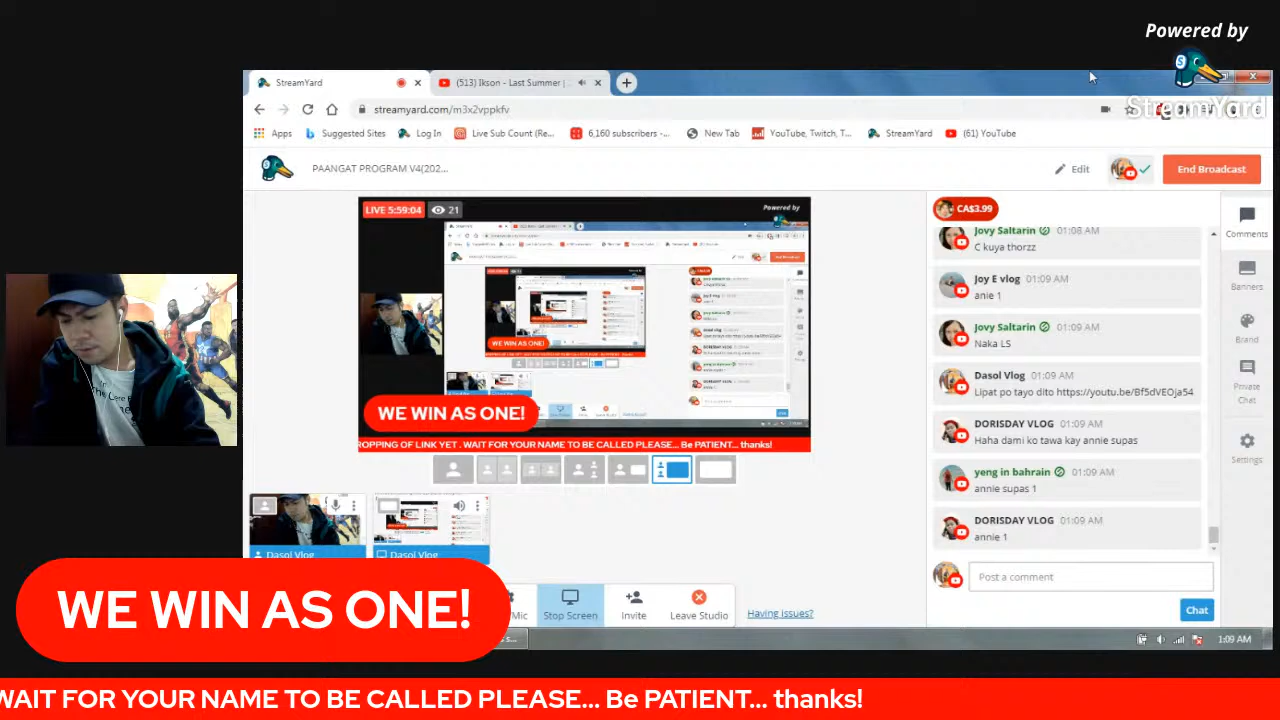 Powered by
StreamYard
StreamYard
(513) Ikson - Last Summer |
streamyard.com/m3x2vppkfv
Apps
Suggested Sites
Log In
Live Sub Count (Re...
6,160 subscribers -...
New Tab
YouTube, Twitch, T...
StreamYard
(61) YouTube
PAANGAT PROGRAM V4(202...
Edit
End Broadcast
LIVE 5:59:04
21
Powered by
WE WIN AS ONE!
WE WIN AS ONE!
ROPPING OF LINK YET . WAIT FOR YOUR NAME TO BE CALLED PLEASE... Be PATIENT... thanks!
CA$3.99
Jovy Saltarin 01:08 AM
C kuya thorzz
Joy E vlog 01:09 AM
anie 1
Jovy Saltarin 01:09 AM
Naka LS
Dasol Vlog 01:09 AM
Lipat po tayo dito https://youtu.be/Bf5dVEOja54
DORISDAY VLOG 01:09 AM
Haha dami ko tawa kay annie supas
yeng in bahrain 01:09 AM
annie supas 1
DORISDAY VLOG 01:09 AM
annie 1
Post a comment
Chat
Comments
Banners
Brand
Private
Chat
Settings
Dasol Vlog
Dasol Vlog
Mic
Stop Screen
Invite
Leave Studio
Having issues?
1:09 AM
WE WIN AS ONE!
WAIT FOR YOUR NAME TO BE CALLED PLEASE... Be PATIENT... thanks!